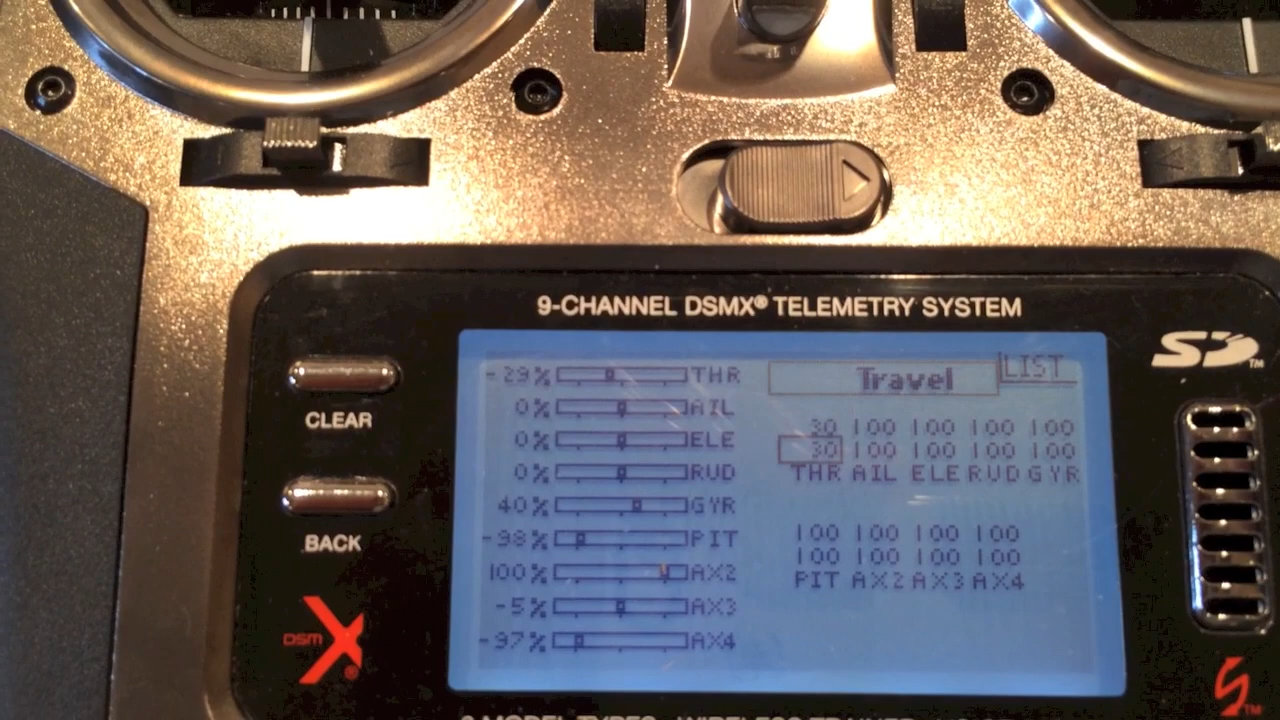 9-CHANNEL DSMX® TELEMETRY SYSTEM
SD™
CLEAR
BACK
DSM X®
-29% THR
0% AIL
0% ELE
0% RUD
40% GYR
-98% PIT
100% AX2
-5% AX3
-97% AX4
LIST
Travel
30 100 100 100 100
30 100 100 100 100
THR AIL ELE RUD GYR
100 100 100 100
100 100 100 100
PIT AX2 AX3 AX4
TM